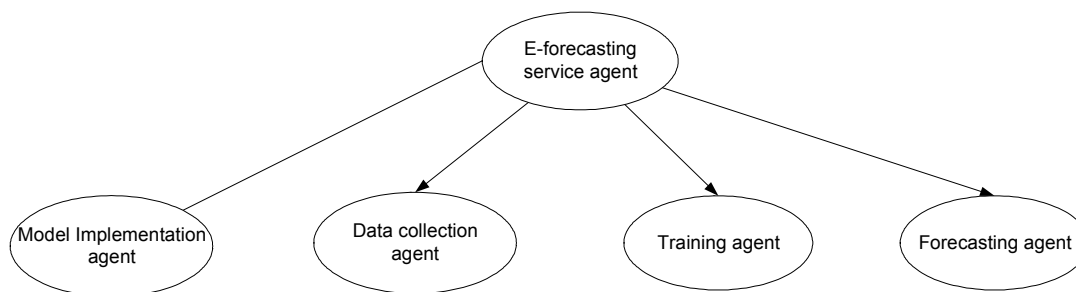 E-forecasting
service agent
Model Implementation
agent
Data collection
agent
Training agent
Forecasting agent